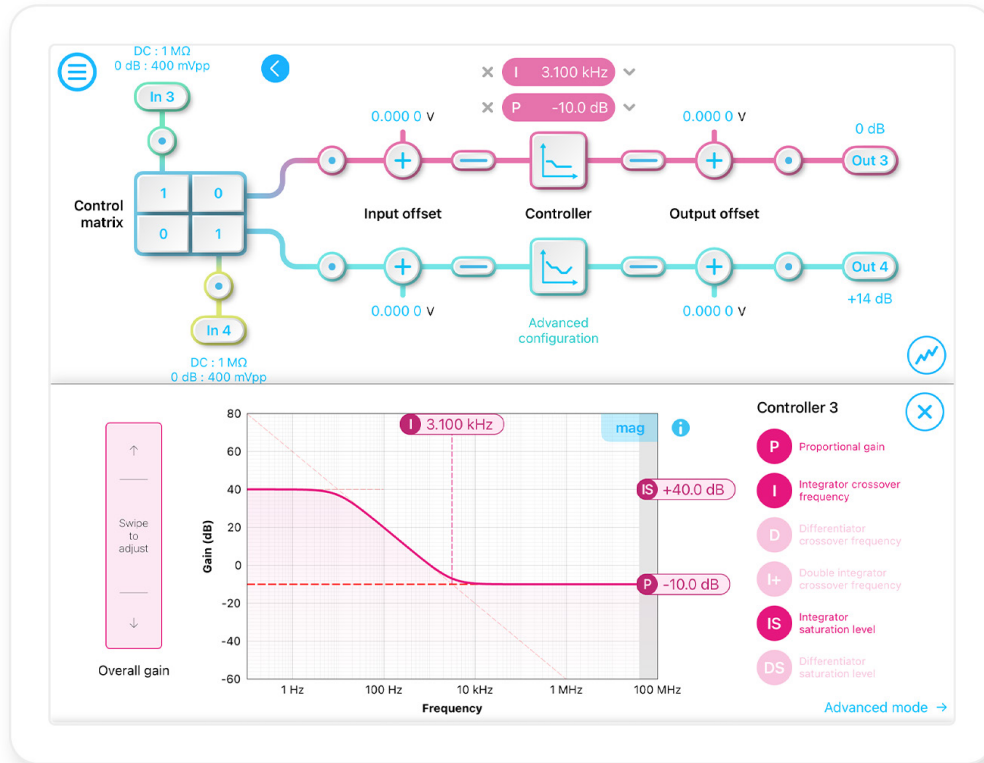 DC : 1 MΩ
0 dB : 400 mVpp
In 3
I 3.100 kHz
P -10.0 dB
0.000 0 V
0.000 0 V
0 dB
Out 3
Control
matrix
1 0
0 1
Input offset
Controller
Output offset
Out 4
+14 dB
0.000 0 V
0.000 0 V
Advanced
configuration
In 4
DC : 1 MΩ
0 dB : 400 mVpp
Swipe
to
adjust
Overall gain
Gain (dB)
80
60
40
20
0
-20
-40
-60
1 Hz
100 Hz
10 kHz
1 MHz
100 MHz
Frequency
I 3.100 kHz
mag
i
IS +40.0 dB
P -10.0 dB
Controller 3
P Proportional gain
I Integrator crossover
frequency
D Differentiator
crossover frequency
I+ Double integrator
crossover frequency
IS Integrator
saturation level
DS Differentiator
saturation level
Advanced mode